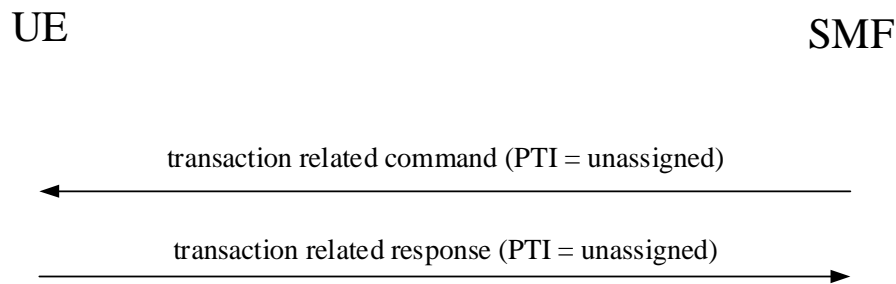 UE
SMF
transaction related command (PTI = unassigned)
transaction related response (PTI = unassigned)